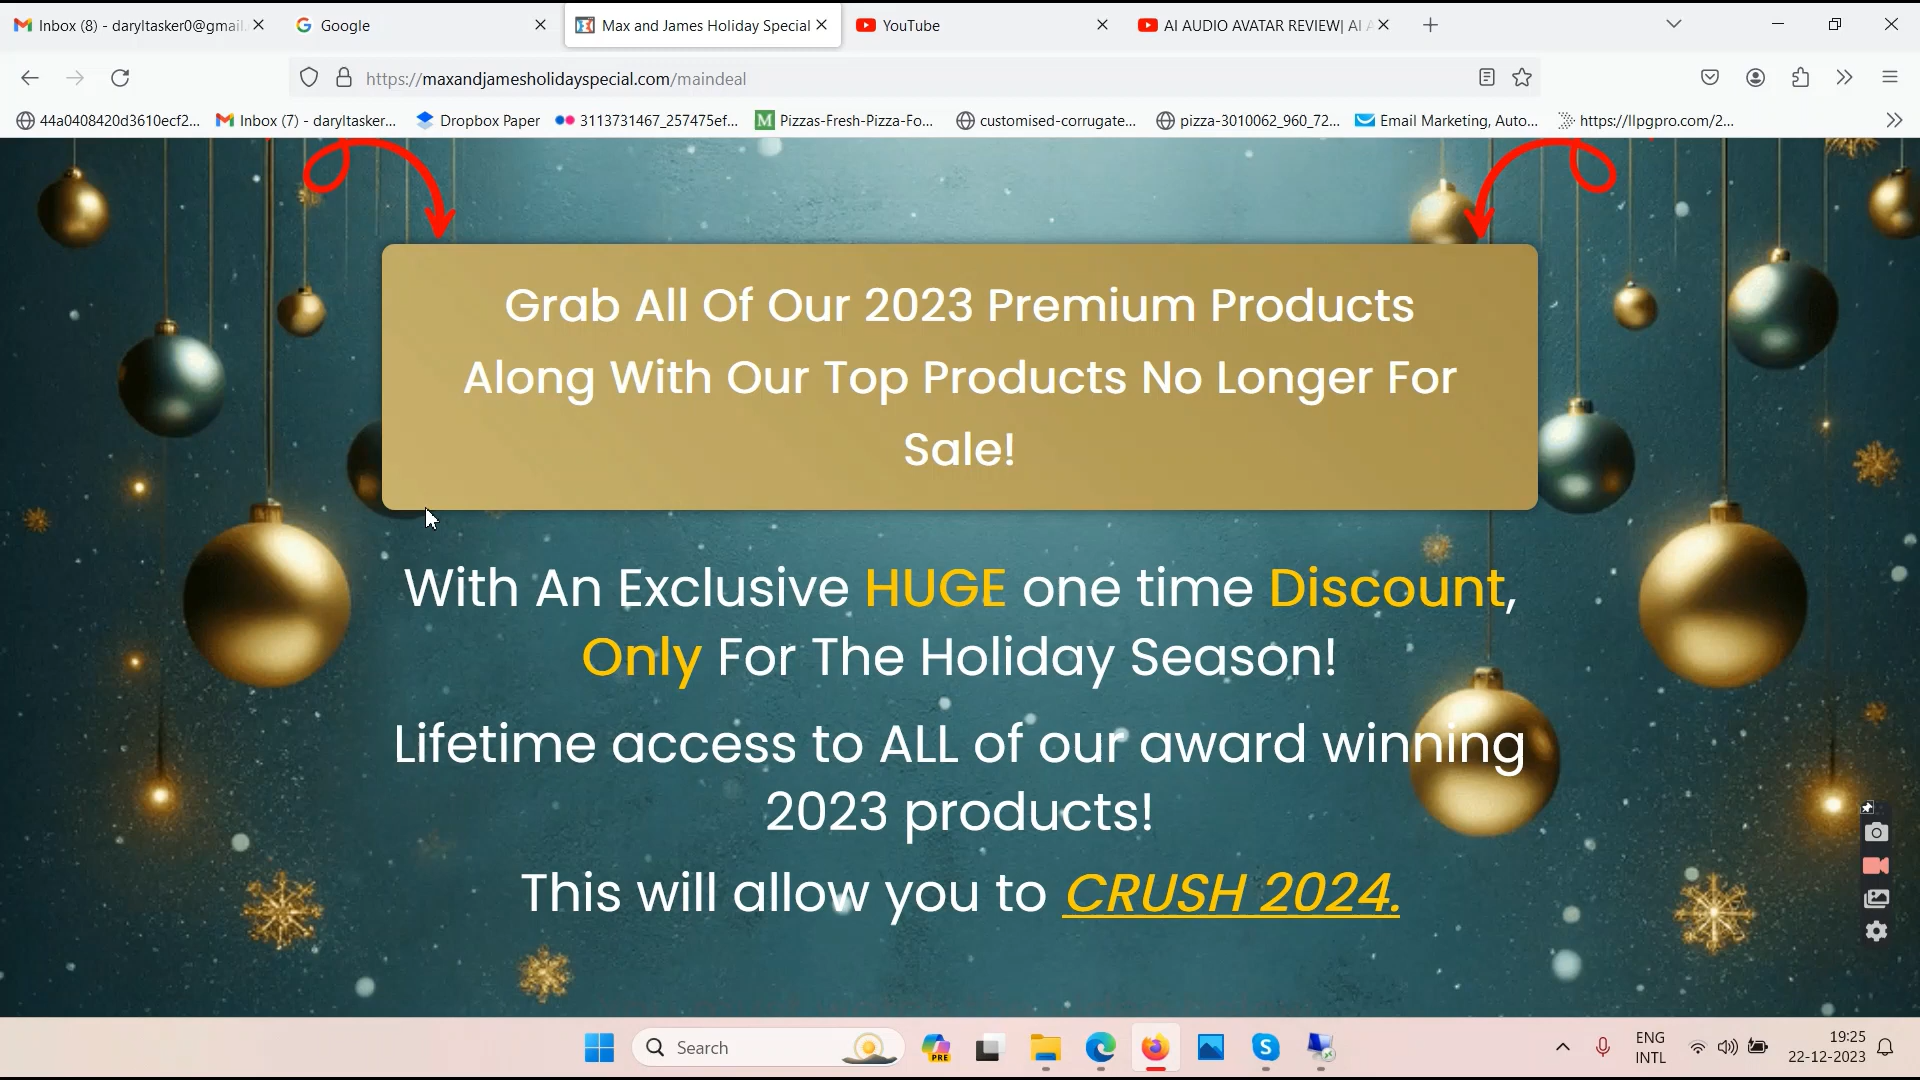 Inbox (8) - daryltasker0@gmail.
Google
Max and James Holiday Special
YouTube
AI AUDIO AVATAR REVIEW| AI
https://maxandjamesholidayspecial.com/maindeal
44a0408420d3610ecf2...
Inbox (7) - daryltasker...
Dropbox Paper
3113731467_257475ef...
M Pizzas-Fresh-Pizza-Fo...
customised-corrugate...
pizza-3010062_960_72...
Email Marketing, Auto...
https://llpgpro.com/2...
Grab All Of Our 2023 Premium Products
Along With Our Top Products No Longer For
Sale!
With An Exclusive HUGE one time Discount,
Only For The Holiday Season!
Lifetime access to ALL of our award winning
2023 products!
This will allow you to CRUSH 2024.
Search
PRE
ENG
INTL
19:25
22-12-2023